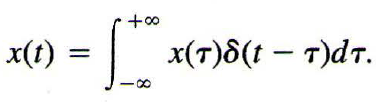 x(t) = ∫_{-∞}^{+∞} x(τ)δ(t − τ)dτ.